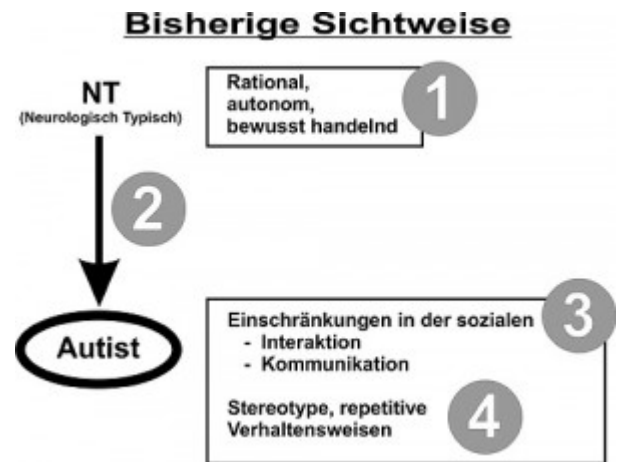 Bisherige Sichtweise
NT
(Neurologisch Typisch)
Rational,
autonom,
bewusst handelnd
1
2
Autist
Einschränkungen in der sozialen
- Interaktion
- Kommunikation
3
Stereotype, repetitive
Verhaltensweisen
4